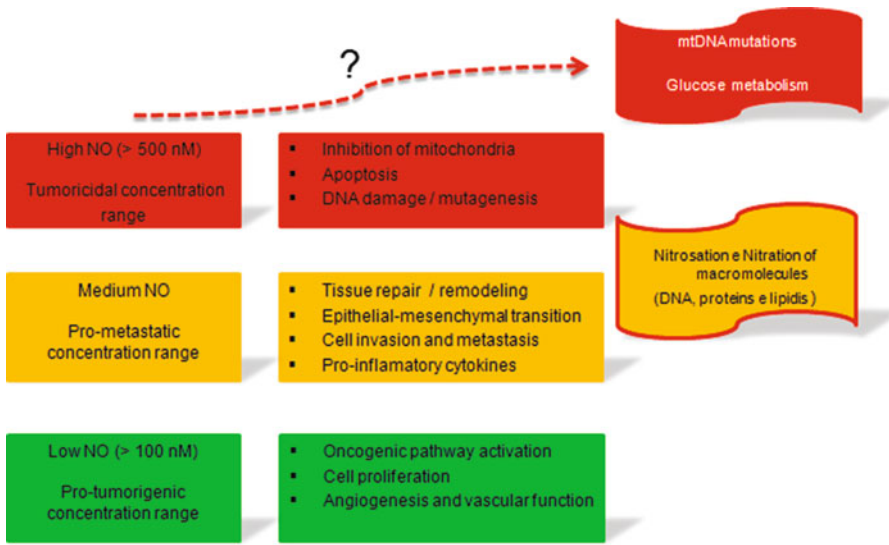 ?
mtDNA mutations
Glucose metabolism
High NO (> 500 nM)
Tumoricidal concentration
range
▪ Inhibition of mitochondria
▪ Apoptosis
▪ DNA damage / mutagenesis
Nitrosation e Nitration of
macromolecules
(DNA, proteins e lipidis)
Medium NO
Pro-metastatic
concentration range
▪ Tissue repair / remodeling
▪ Epithelial-mesenchymal transition
▪ Cell invasion and metastasis
▪ Pro-inflamatory cytokines
Low NO (> 100 nM)
Pro-tumorigenic
concentration range
▪ Oncogenic pathway activation
▪ Cell proliferation
▪ Angiogenesis and vascular function